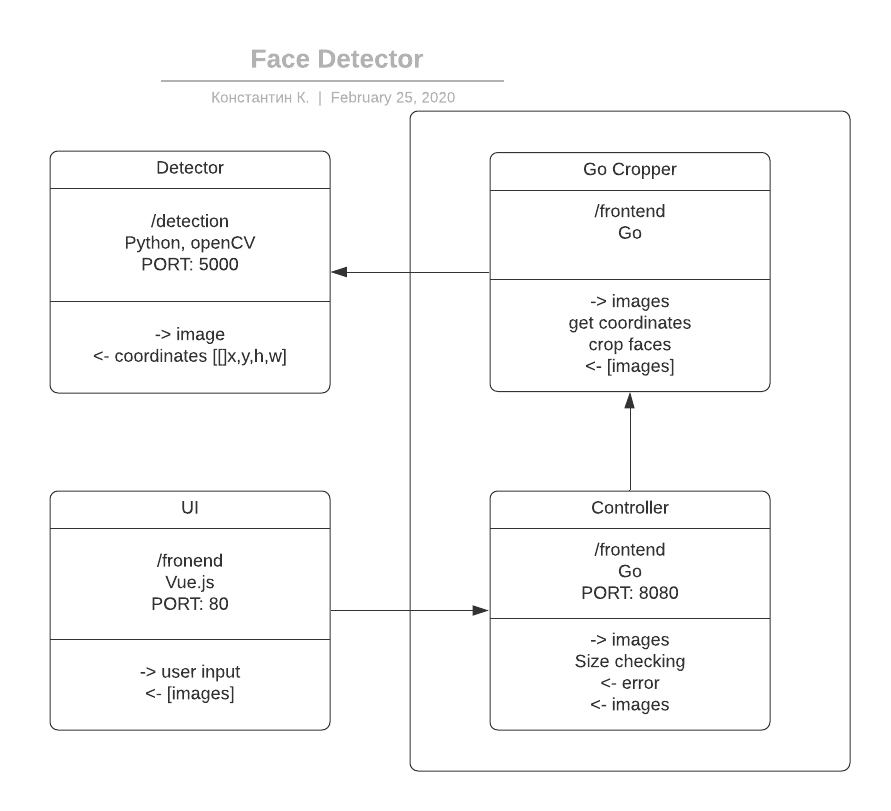 Face Detector
Константин К. | February 25, 2020
Detector
/detection
Python, openCV
PORT: 5000
-> image
<- coordinates [[]x,y,h,w]
Go Cropper
/frontend
Go
-> images
get coordinates
crop faces
<- [images]
UI
/fronend
Vue.js
PORT: 80
-> user input
<- [images]
Controller
/frontend
Go
PORT: 8080
-> images
Size checking
<- error
<- images